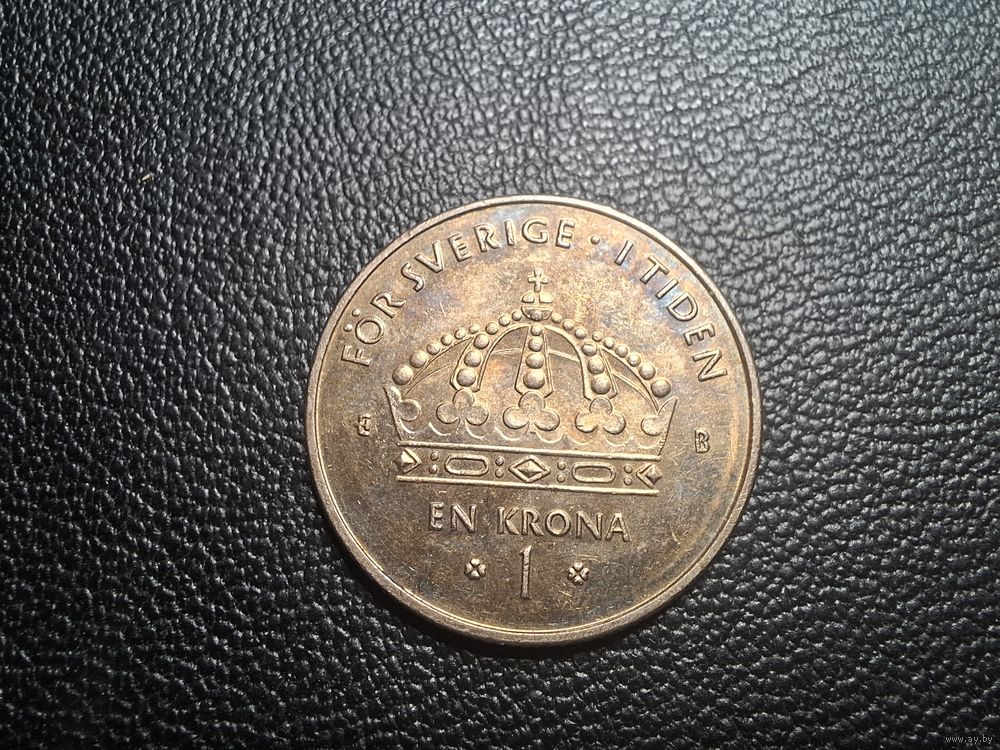 FÖR SVERIGE · I TIDEN
B
EN KRONA
1
www.ay.by